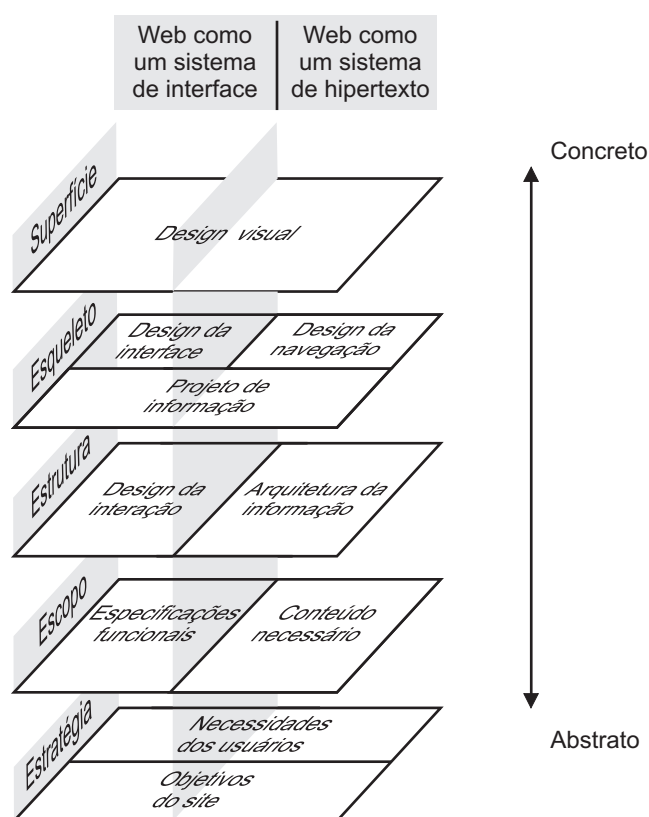 Web como
um sistema
de interface
Web como
um sistema
de hipertexto
Concreto
Superfície
Design visual
Esqueleto
Design da
interface
Design da
navegação
Projeto de
informação
Estrutura
Design da
interação
Arquitetura da
informação
Escopo
Especificações
funcionais
Conteúdo
necessário
Estratégia
Necessidades
dos usuários
Objetivos
do site
Abstrato